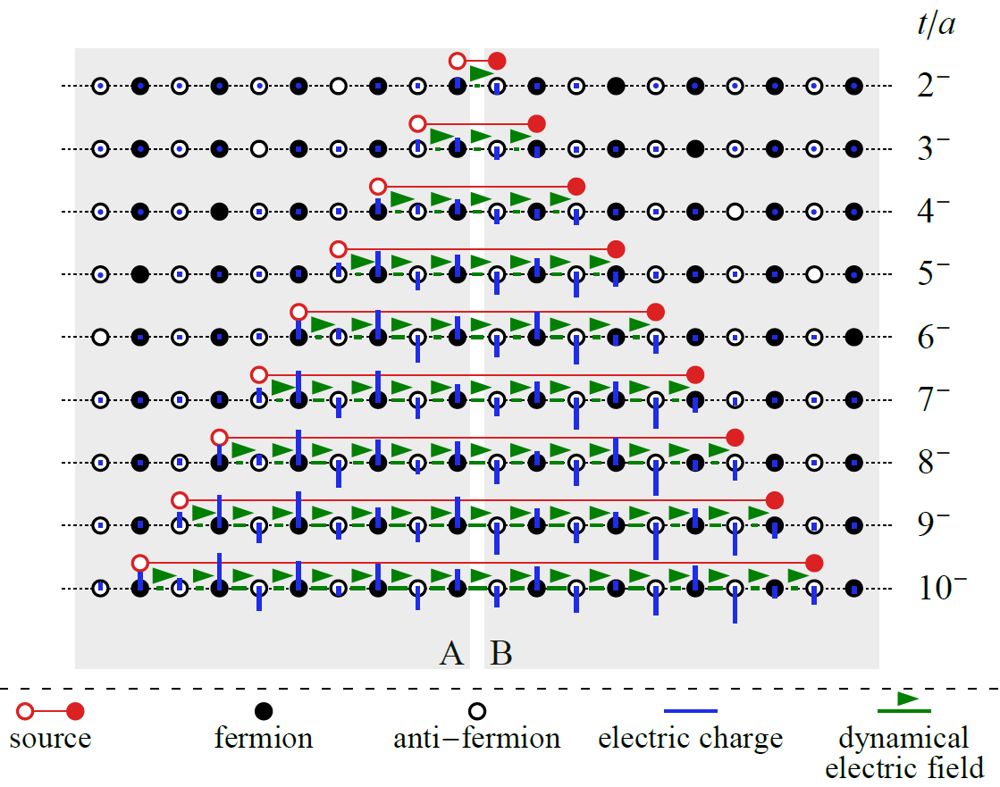 t/a
2⁻
3⁻
4⁻
5⁻
6⁻
7⁻
8⁻
9⁻
10⁻
A B
source fermion anti−fermion electric charge dynamical
electric field